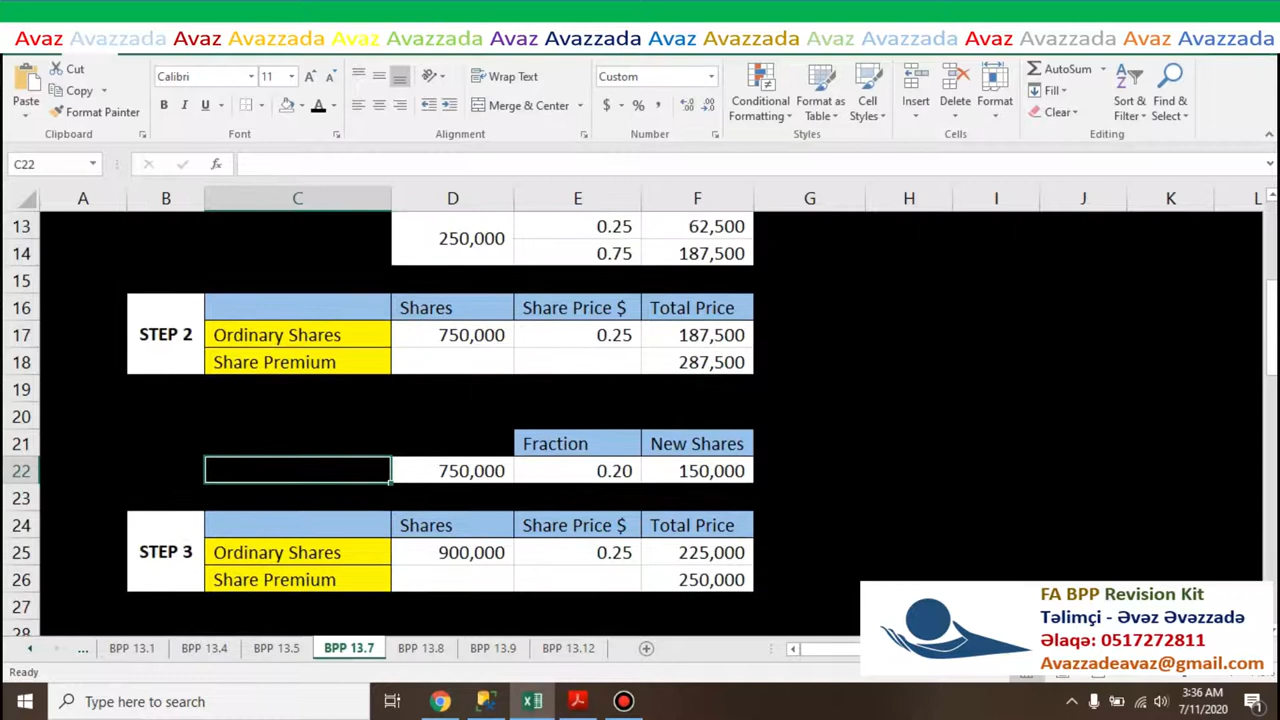 Avaz Avazzada Avaz Avazzada Avaz Avazzada Avaz Avazzada Avaz Avazzada Avaz Avazzada Avaz Avazzada Avaz Avazzada
Cut
Copy
Format Painter
Paste
Clipboard
Calibri 11
B I U
Font
Wrap Text
Merge & Center
Alignment
Custom
$ % ,
Number
Conditional Formatting
Format as Table
Cell Styles
Styles
Insert Delete Format
Cells
AutoSum
Fill
Clear
Sort & Filter
Find & Select
Editing
C22 fx
A B C D E F G H I J K L
13 0.25 62,500
250,000
14 0.75 187,500
15
16 Shares Share Price $ Total Price
STEP 2
17 Ordinary Shares 750,000 0.25 187,500
18 Share Premium 287,500
19
20
21 Fraction New Shares
22 750,000 0.20 150,000
23
24 Shares Share Price $ Total Price
STEP 3
25 Ordinary Shares 900,000 0.25 225,000
26 Share Premium 250,000
27
28
FA BPP Revision Kit
Təlimçi - Əvəz Əvəzzadə
Əlaqə: 0517272811
Avazzadeavaz@gmail.com
... BPP 13.1 BPP 13.4 BPP 13.5 BPP 13.7 BPP 13.8 BPP 13.9 BPP 13.12
Ready
Type here to search
3:36 AM
7/11/2020
1